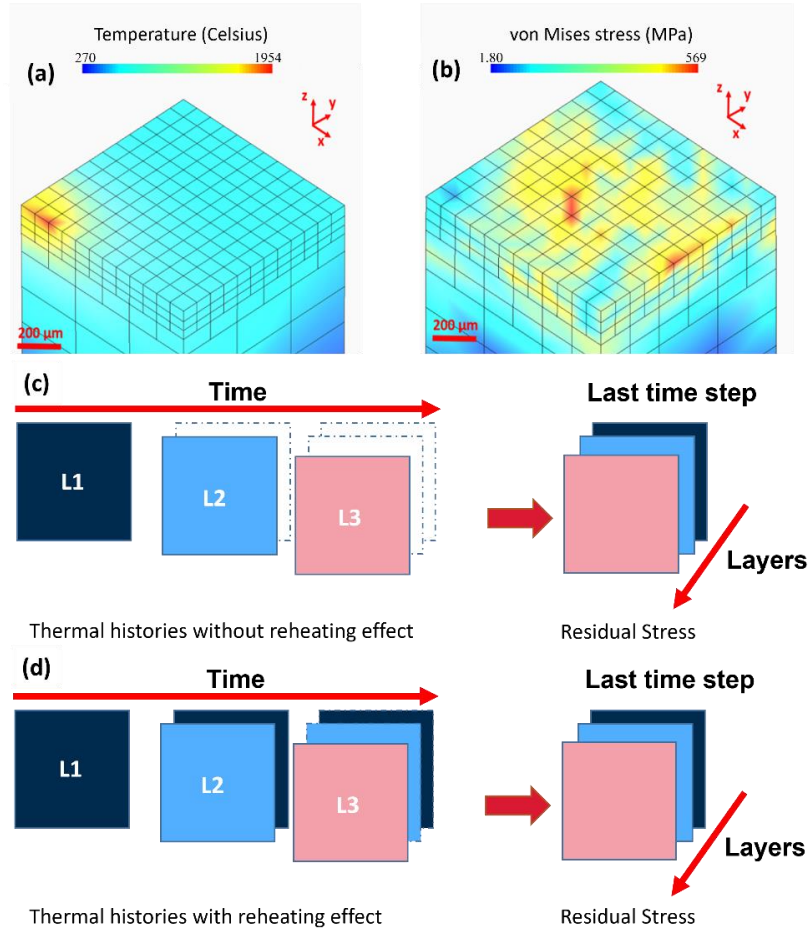 Temperature (Celsius)
270
1954
(a)
z
y
x
200 µm
von Mises stress (MPa)
1.80
569
(b)
z
y
x
200 µm
(c)
Time
Last time step
L1
L2
L3
Layers
Thermal histories without reheating effect
Residual Stress
(d)
Time
Last time step
L1
L2
L3
Layers
Thermal histories with reheating effect
Residual Stress